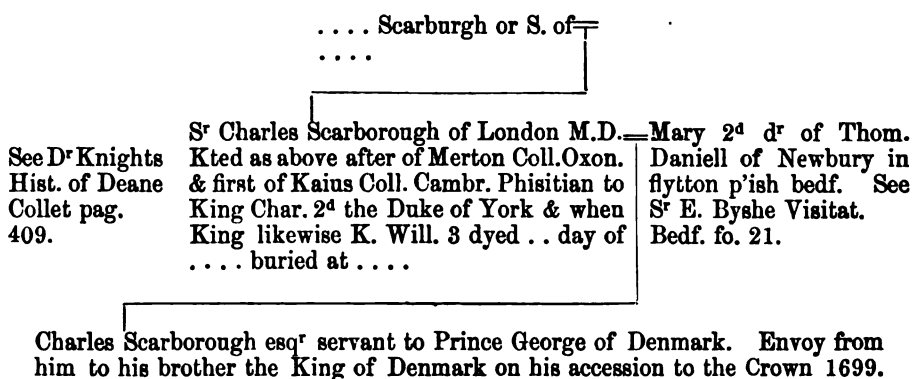 . . . . Scarburgh or S. of
. . . .
See Dʳ Knights
Hist. of Deane
Collet pag.
409.
Sʳ Charles Scarborough of London M.D.
Kted as above after of Merton Coll. Oxon.
& first of Kaius Coll. Cambr. Phisitian to
King Char. 2ᵈ the Duke of York & when
King likewise K. Will. 3 dyed . . day of
. . . . buried at . . . .
Mary 2ᵈ dʳ of Thom.
Daniell of Newbury in
flytton p'ish bedf. See
Sʳ E. Byshe Visitat.
Bedf. fo. 21.
Charles Scarborough esqʳ servant to Prince George of Denmark. Envoy from
him to his brother the King of Denmark on his accession to the Crown 1699.